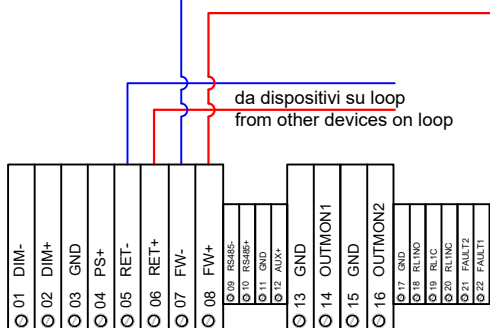 da dispositivi su loop
from other devices on loop
01 DIM-
02 DIM+
03 GND
04 PS+
05 RET-
06 RET+
07 FW-
08 FW+
09 RS485-
10 RS485+
11 GND
12 AUX+
13 GND
14 OUTMON1
15 GND
16 OUTMON2
17 GND
18 RL1NO
19 RL1C
20 RL1NC
21 FAULT2
22 FAULT1